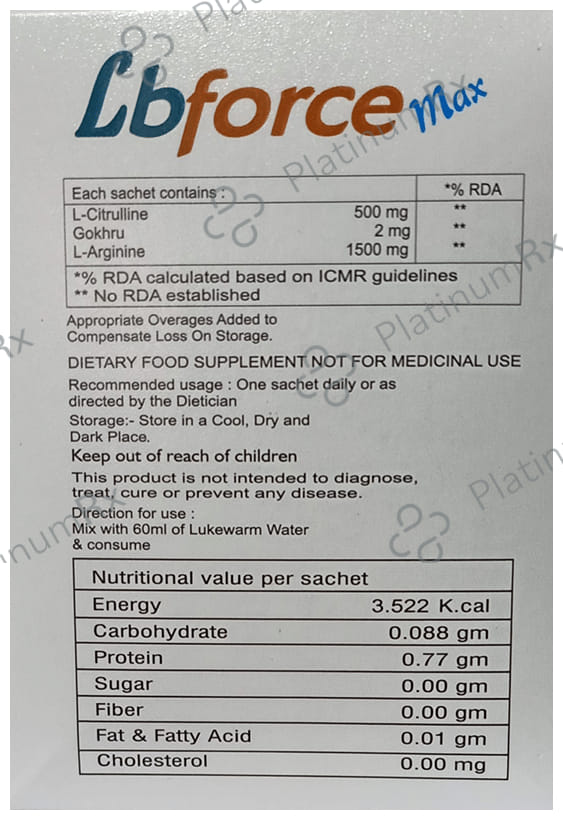 Lbforce max
Each sachet contains : *% RDA
L-Citrulline 500 mg **
Gokhru 2 mg **
L-Arginine 1500 mg **
*% RDA calculated based on ICMR guidelines
** No RDA established
Appropriate Overages Added to
Compensate Loss On Storage.
DIETARY FOOD SUPPLEMENT NOT FOR MEDICINAL USE
Recommended usage : One sachet daily or as
directed by the Dietician
Storage:- Store in a Cool, Dry and
Dark Place.
Keep out of reach of children
This product is not intended to diagnose,
treat, cure or prevent any disease.
Direction for use :
Mix with 60ml of Lukewarm Water
& consume
Nutritional value per sachet
Energy 3.522 K.cal
Carbohydrate 0.088 gm
Protein 0.77 gm
Sugar 0.00 gm
Fiber 0.00 gm
Fat & Fatty Acid 0.01 gm
Cholesterol 0.00 mg
PlatinumRx
PlatinumRx